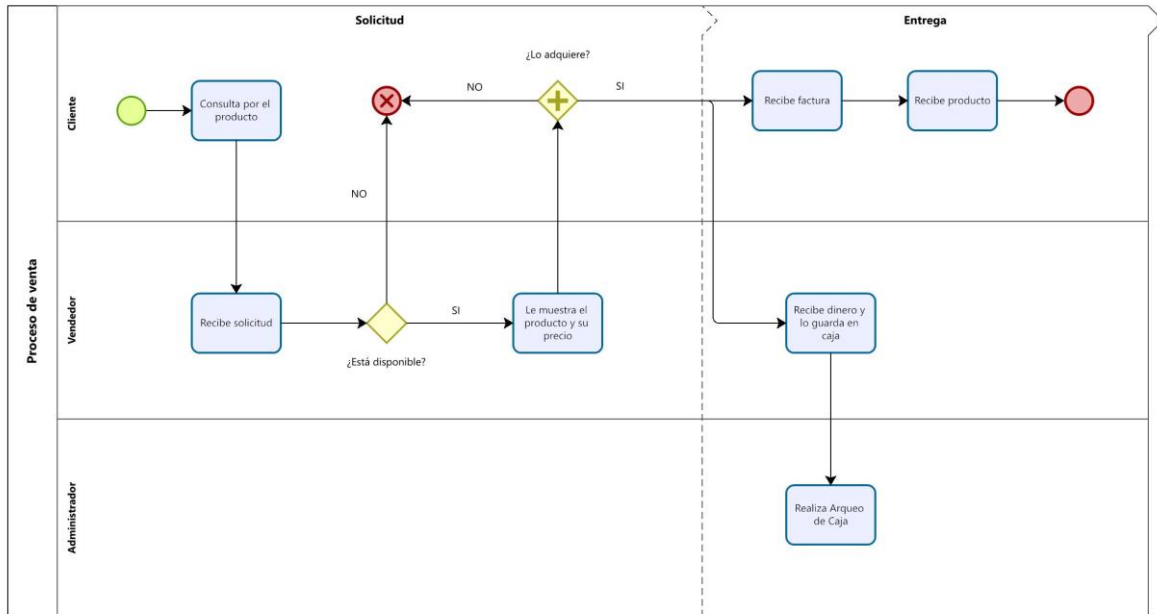 Solicitud
Entrega
Proceso de venta
Cliente
Vendedor
Administrador
¿Lo adquiere?
Consulta por el
producto
NO
SI
Recibe factura
Recibe producto
NO
Recibe solicitud
SI
Le muestra el
producto y su
precio
Recibe dinero y
lo guarda en
caja
¿Está disponible?
Realiza Arqueo
de Caja